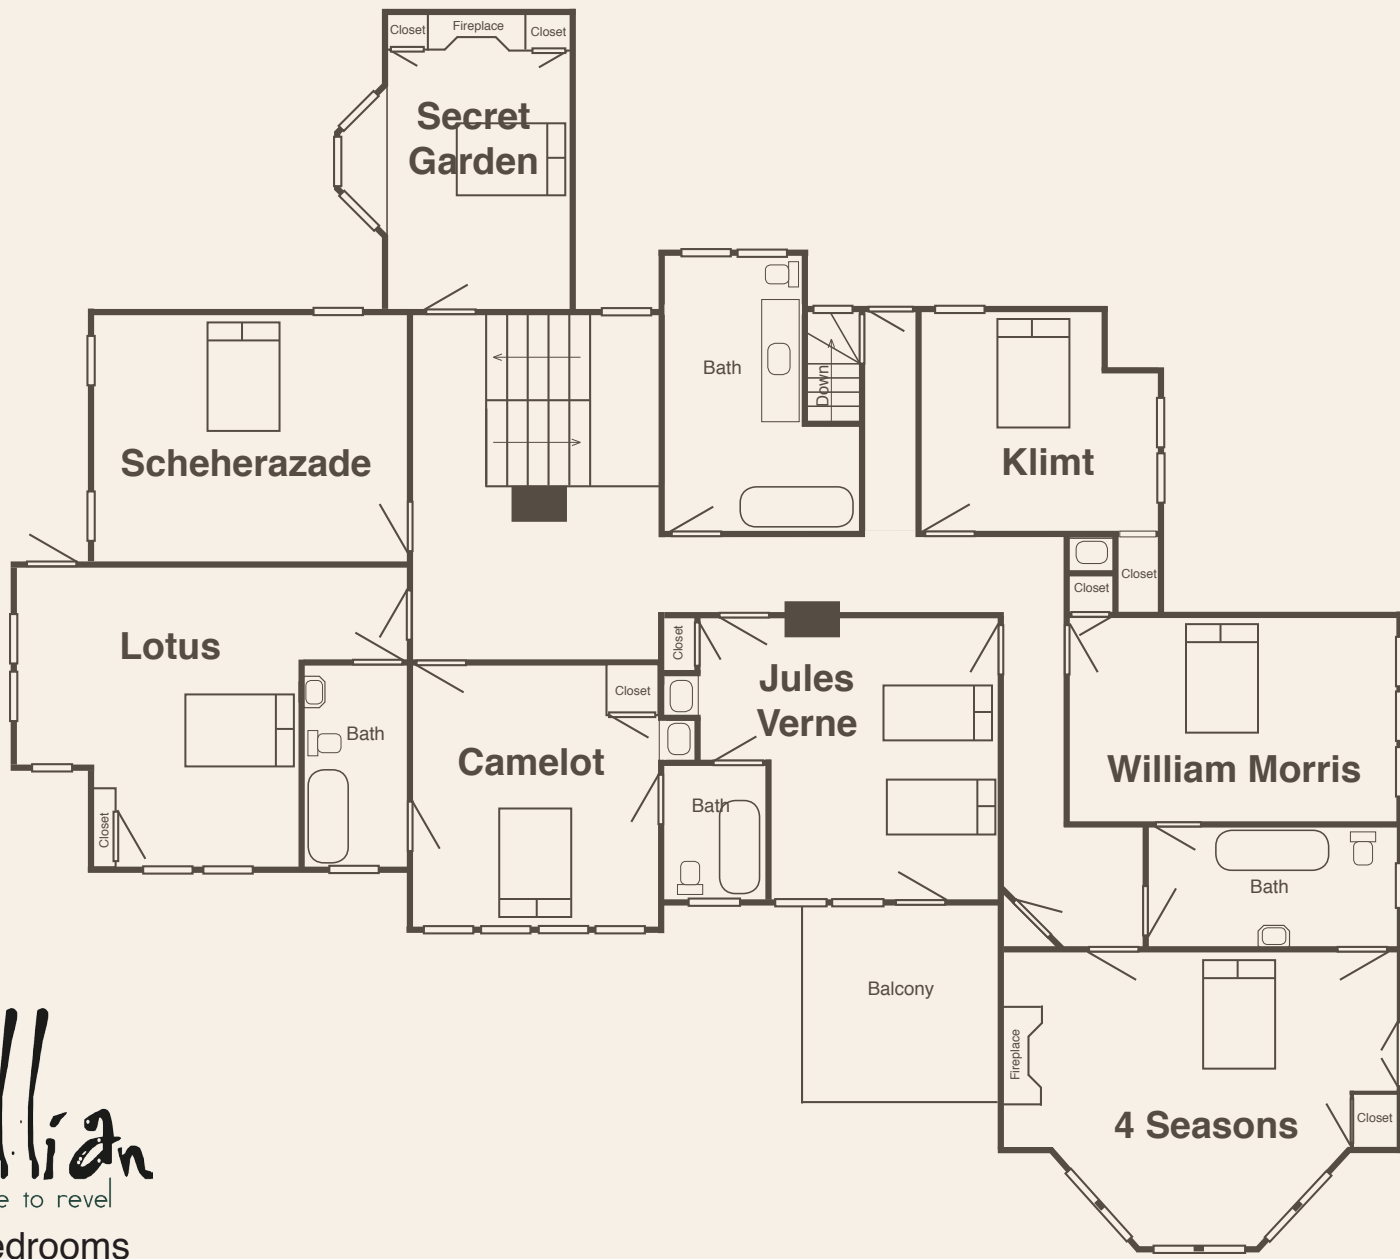 Closet
Fireplace
Closet
Secret
Garden
Bath
Down
Klimt
Scheherazade
Closet
Closet
Lotus
Closet
Jules
Verne
Closet
Bath
Camelot
William Morris
Bath
Closet
Bath
Balcony
Fireplace
4 Seasons
Closet
llian
e to revel
edrooms